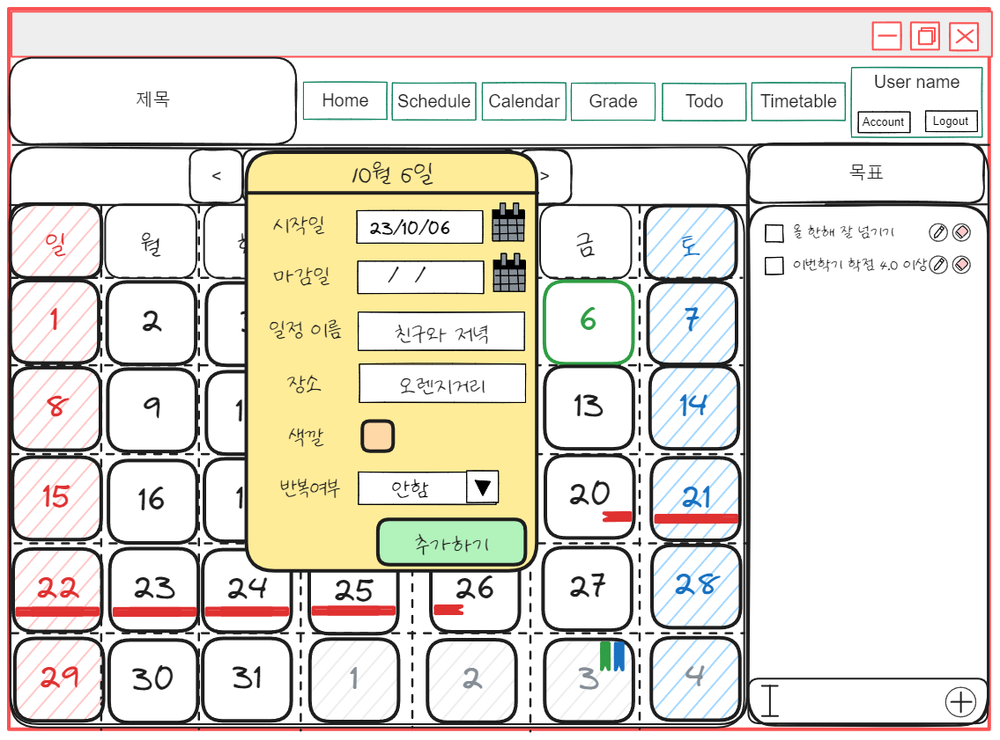 제목
Home
Schedule
Calendar
Grade
Todo
Timetable
User name
Account
Logout
<
>
목표
10월 6일
시작일
23/10/06
마감일
/ /
일정 이름
친구와 저녁
장소
오렌지거리
색깔
반복여부
안함
▼
추가하기
일 월 금 토
1 2 6 7
8 9 13 14
15 16 20 21
22 23 24 25 26 27 28
29 30 31 1 2 3 4
올 한해 잘 넘기기
이번학기 학점 4.0 이상